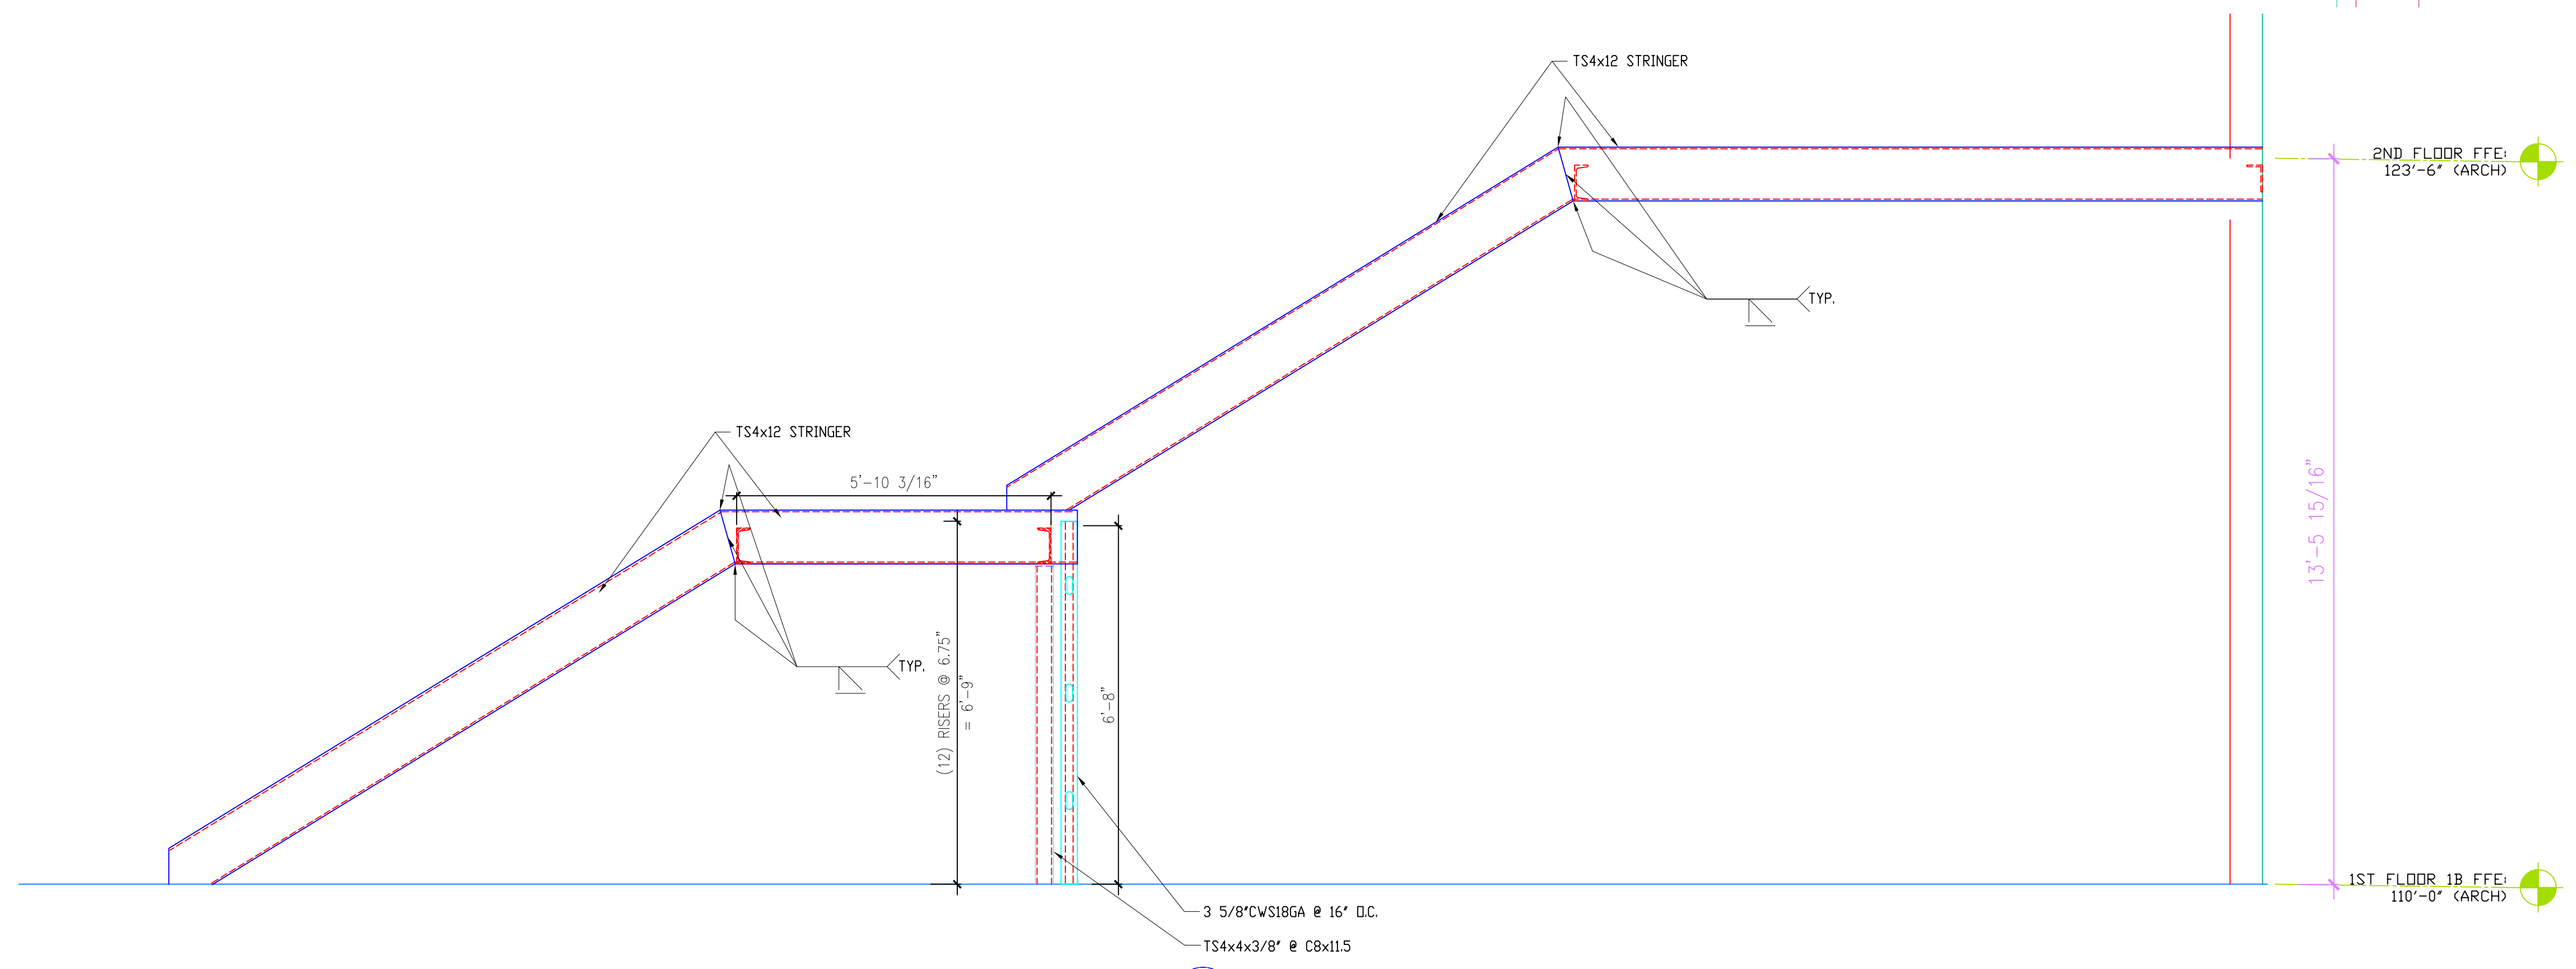 TS4x12 STRINGER
2ND FLOOR FFE:
123'-6" (ARCH)
TYP.
TS4x12 STRINGER
5'-10 3/16"
13'-5 15/16"
(12) RISERS @ 6.75"
= 6'-9"
6'-8"
TYP.
1ST FLOOR 1B FFE:
110'-0" (ARCH)
3 5/8"CWS18GA @ 16" O.C.
TS4x4x3/8" @ C8x11.5